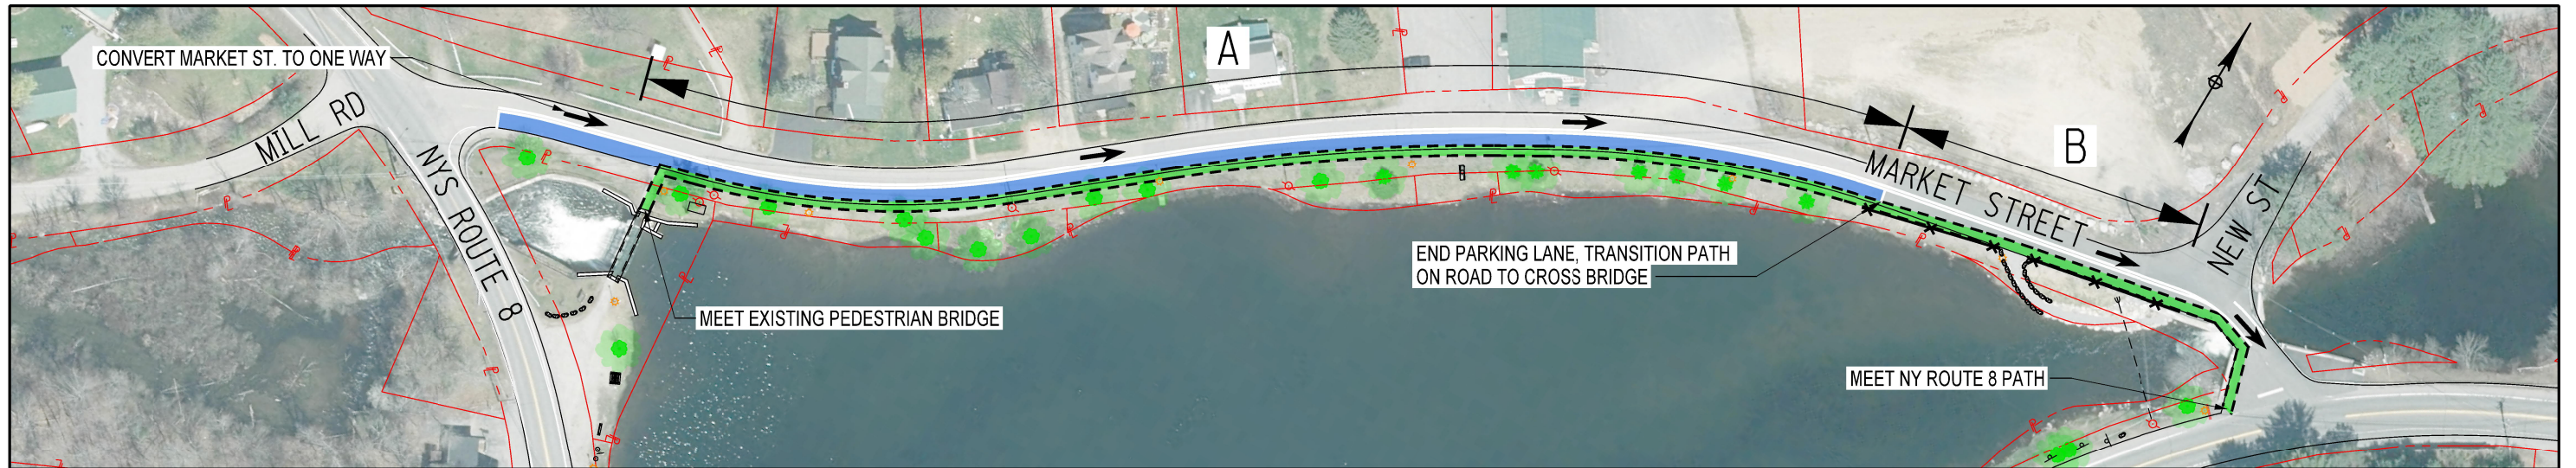 CONVERT MARKET ST. TO ONE WAY
A
MILL RD
NYS ROUTE 8
B
MARKET STREET
NEW ST
END PARKING LANE, TRANSITION PATH
ON ROAD TO CROSS BRIDGE
MEET EXISTING PEDESTRIAN BRIDGE
MEET NY ROUTE 8 PATH